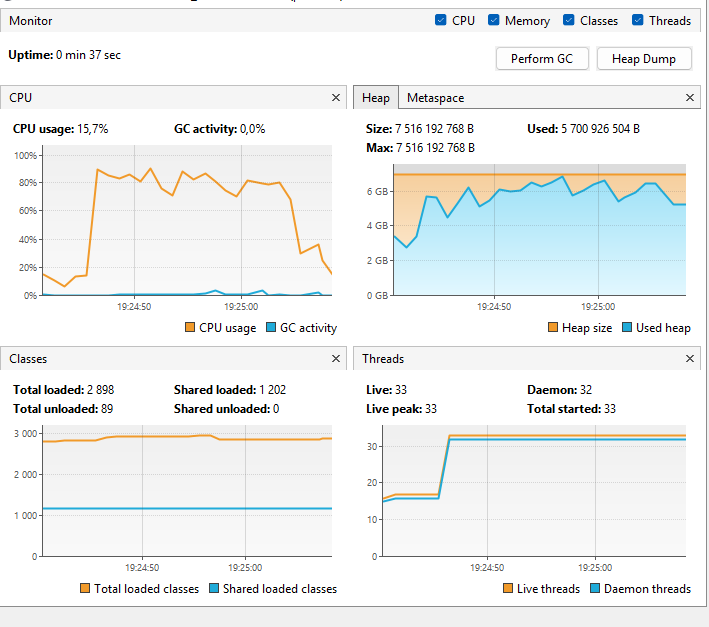 Monitor
CPU Memory Classes Threads
Uptime: 0 min 37 sec
Perform GC Heap Dump
CPU
CPU usage: 15,7% GC activity: 0,0%
100%
80%
60%
40%
20%
0%
19:24:50 19:25:00
CPU usage GC activity
Heap Metaspace
Size: 7 516 192 768 B Used: 5 700 926 504 B
Max: 7 516 192 768 B
6 GB
4 GB
2 GB
0 GB
19:24:50 19:25:00
Heap size Used heap
Classes
Total loaded: 2 898 Shared loaded: 1 202
Total unloaded: 89 Shared unloaded: 0
3 000
2 000
1 000
0
19:24:50 19:25:00
Total loaded classes Shared loaded classes
Threads
Live: 33 Daemon: 32
Live peak: 33 Total started: 33
30
20
10
0
19:24:50 19:25:00
Live threads Daemon threads